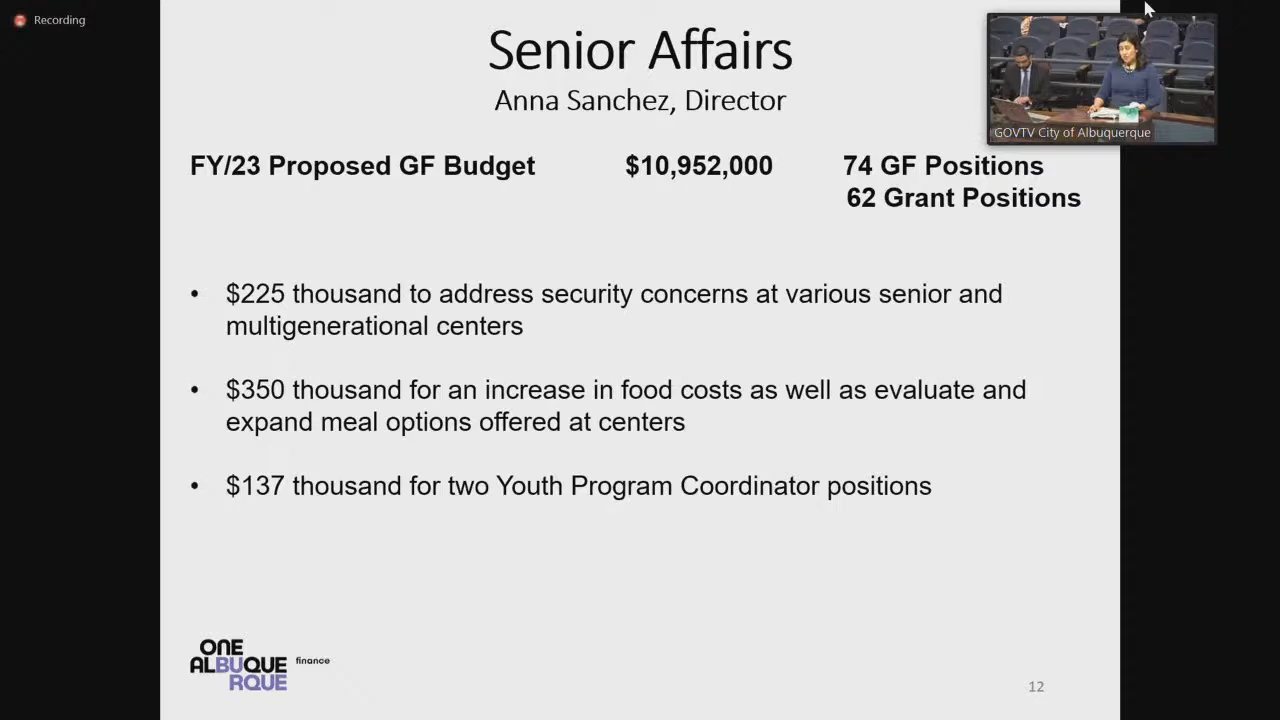 Recording
Senior Affairs
Anna Sanchez, Director
GOVTV City of Albuquerque
FY/23 Proposed GF Budget $10,952,000 74 GF Positions
62 Grant Positions
• $225 thousand to address security concerns at various senior and
multigenerational centers
• $350 thousand for an increase in food costs as well as evaluate and
expand meal options offered at centers
• $137 thousand for two Youth Program Coordinator positions
ONE
ALBUQUE finance
RQUE
12